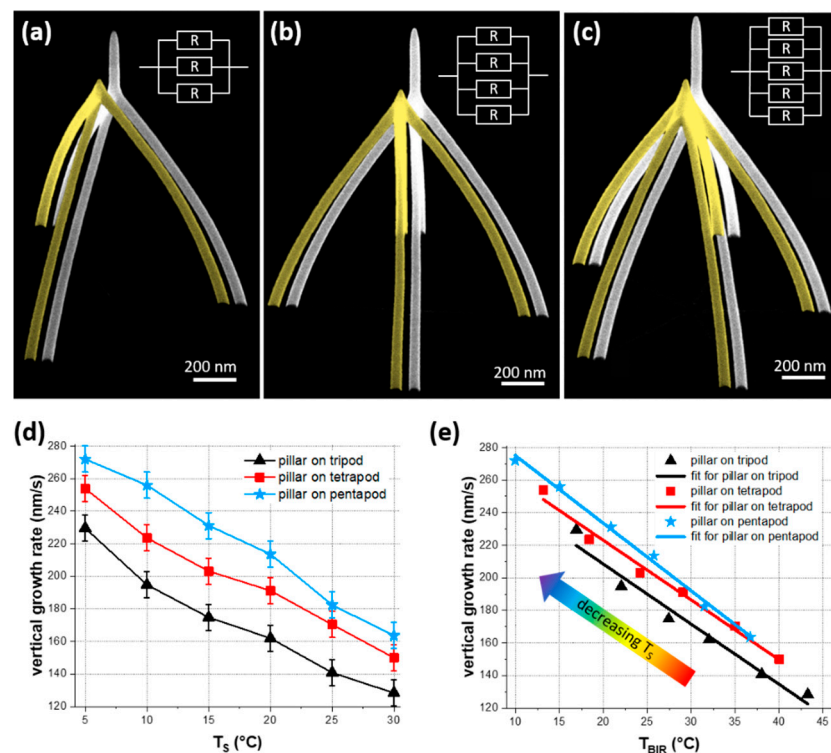 (a)
R
R
R
200 nm
(b)
R
R
R
R
200 nm
(c)
R
R
R
R
R
200 nm
(d)
280
260
240
220
200
180
160
140
120
vertical growth rate (nm/s)
pillar on tripod
pillar on tetrapod
pillar on pentapod
5 10 15 20 25 30
T_S (°C)
(e)
280
260
240
220
200
180
160
140
120
vertical growth rate (nm/s)
pillar on tripod
fit for pillar on tripod
pillar on tetrapod
fit for pillar on tetrapod
pillar on pentapod
fit for pillar on pentapod
decreasing T_S
10 15 20 25 30 35 40 45
T_BIR (°C)